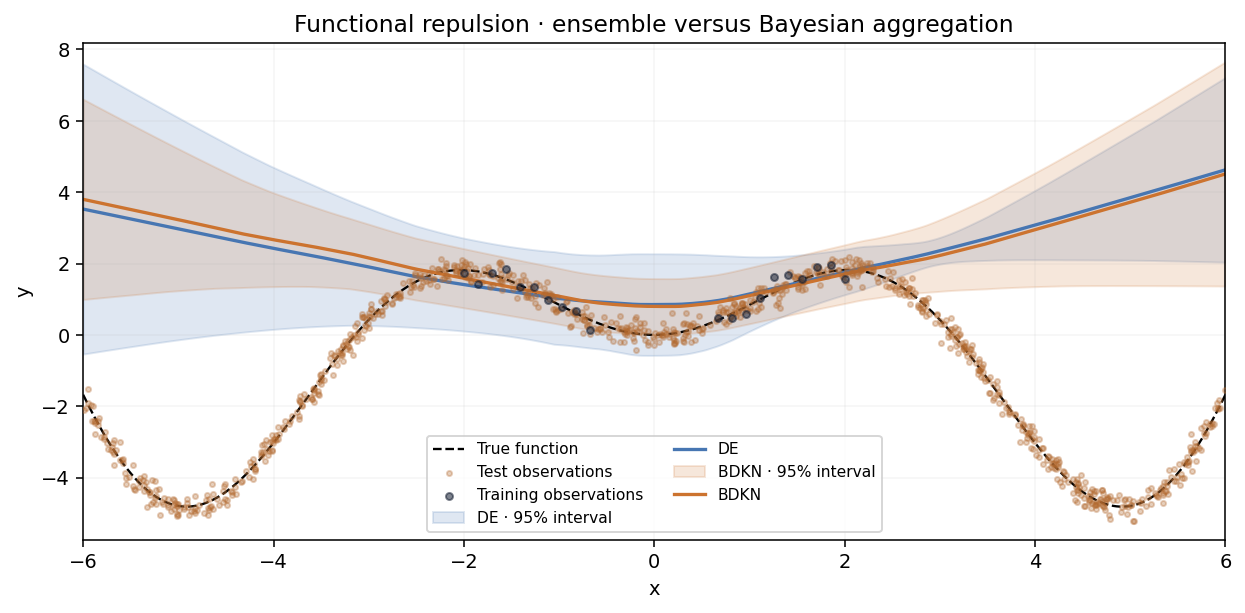 Functional repulsion · ensemble versus Bayesian aggregation
8
6
4
2
0
−2
−4
y
−6
−4
−2
0
2
4
6
x
True function
Test observations
Training observations
DE · 95% interval
DE
BDKN · 95% interval
BDKN